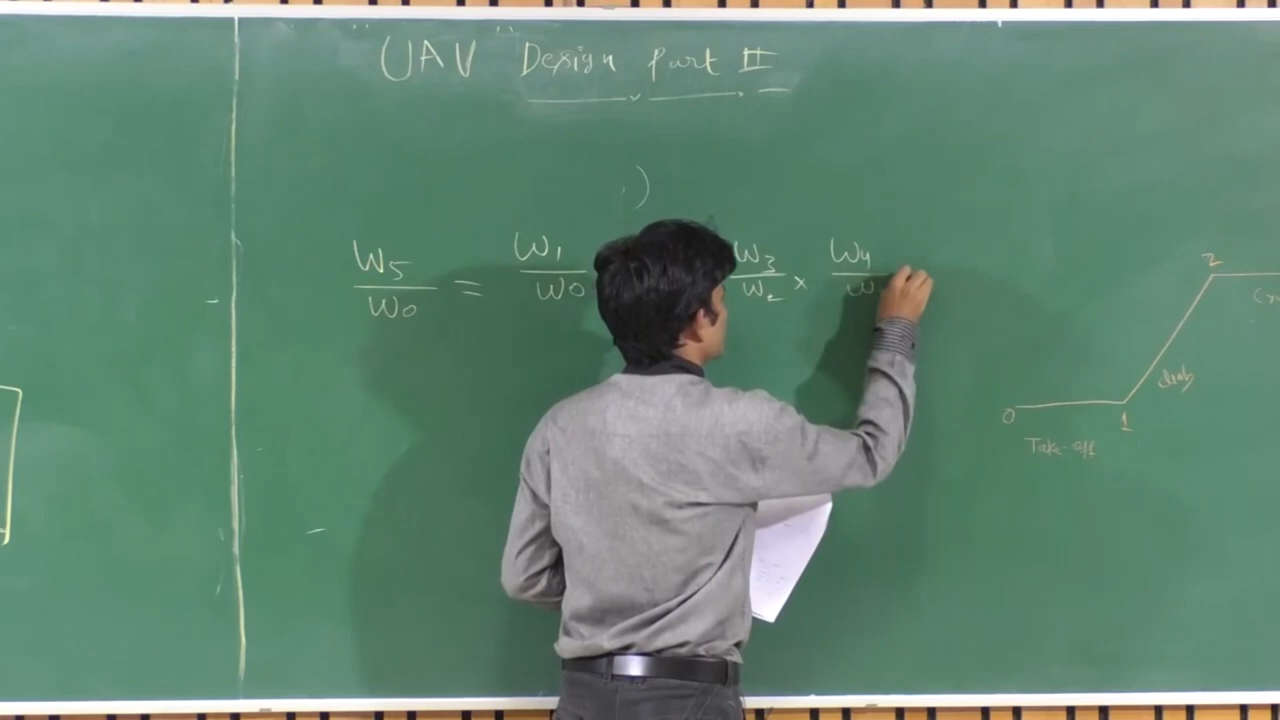 "UAV" Design Part II
W5 W1 W3 W4
W0 = W0 W2 × W
2
0 1 climb
Take-off